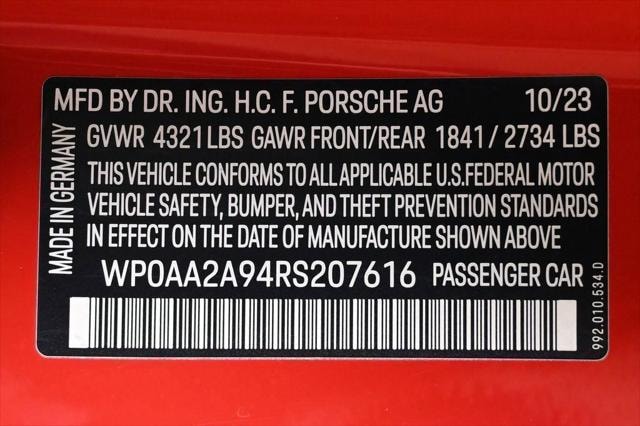 MFD BY DR. ING. H.C. F. PORSCHE AG 10/23
GVWR 4321 LBS GAWR FRONT/REAR 1841 / 2734 LBS
THIS VEHICLE CONFORMS TO ALL APPLICABLE U.S. FEDERAL MOTOR
VEHICLE SAFETY, BUMPER, AND THEFT PREVENTION STANDARDS
IN EFFECT ON THE DATE OF MANUFACTURE SHOWN ABOVE
WP0AA2A94RS207616 PASSENGER CAR
MADE IN GERMANY
992.010.534.D